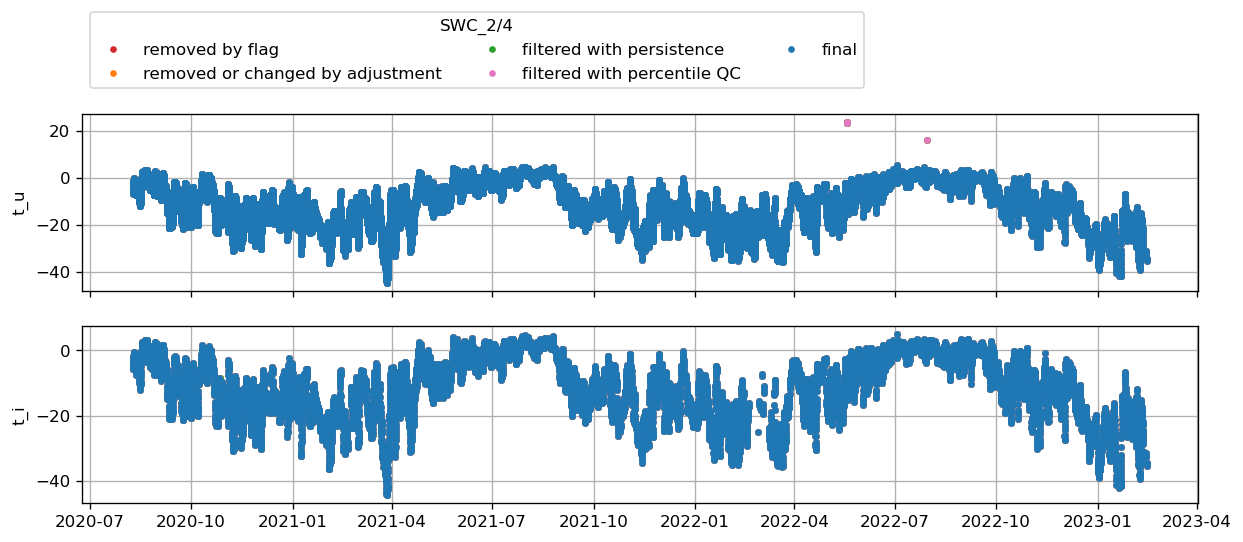 SWC_2/4
removed by flag
filtered with persistence
final
removed or changed by adjustment
filtered with percentile QC
20
0
−20
−40
t_u
0
−20
−40
t_i
2020-07
2020-10
2021-01
2021-04
2021-07
2021-10
2022-01
2022-04
2022-07
2022-10
2023-01
2023-04